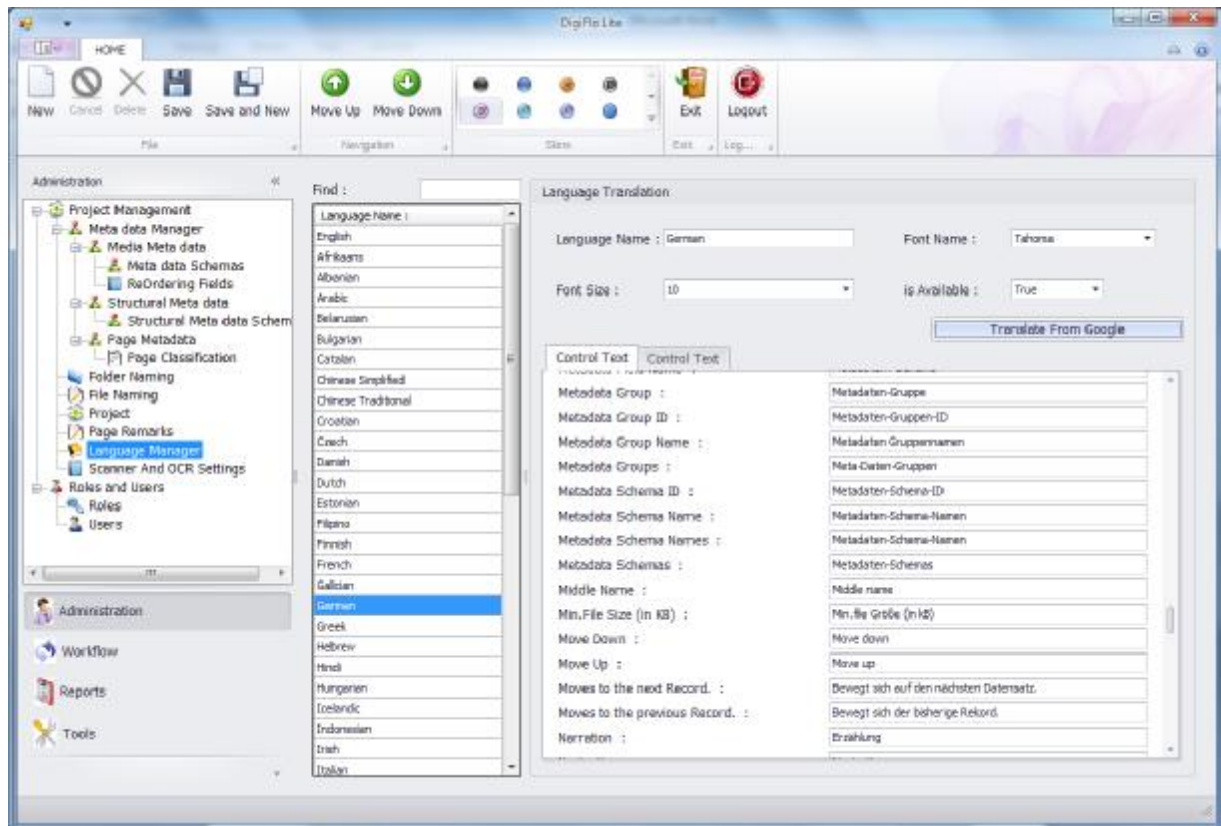 DigiFlo Lite
HOME
New
Cancel
Delete
Save
Save and New
Move Up
Move Down
Exit
Logout
File
Navigation
Skins
Exit
Log...
Administration
Project Management
Meta data Manager
Media Meta data
Meta data Schemas
ReOrdering Fields
Structural Meta data
Structural Meta data Schem
Page Metadata
Page Classification
Folder Naming
File Naming
Project
Page Remarks
Language Manager
Scanner And OCR Settings
Roles and Users
Roles
Users
Administration
Workflow
Reports
Tools
Find :
Language Name :
English
Afrikaans
Albanian
Arabic
Belarusian
Bulgarian
Catalan
Chinese Simplified
Chinese Traditional
Croatian
Czech
Danish
Dutch
Estonian
Filipino
Finnish
French
Galician
German
Greek
Hebrew
Hindi
Hungarian
Icelandic
Indonesian
Irish
Italian
Language Translation
Language Name : German
Font Name : Tahoma
Font Size : 10
is Available : True
Translate From Google
Control Text
Control Text
Metadata Group : Metadaten-Gruppe
Metadata Group ID : Metadaten-Gruppen-ID
Metadata Group Name : Metadaten Gruppennamen
Metadata Groups : Meta-Daten-Gruppen
Metadata Schema ID : Metadaten-Schema-ID
Metadata Schema Name : Metadaten-Schema-Namen
Metadata Schema Names : Metadaten-Schema-Namen
Metadata Schemas : Metadaten-Schemas
Middle Name : Middle name
Min.File Size (in KB) : Min.file Größe (in kB)
Move Down : Move down
Move Up : Move up
Moves to the next Record. : Bewegt sich auf den nächsten Datensatz.
Moves to the previous Record. : Bewegt sich der bisherige Rekord.
Narration : Erzählung